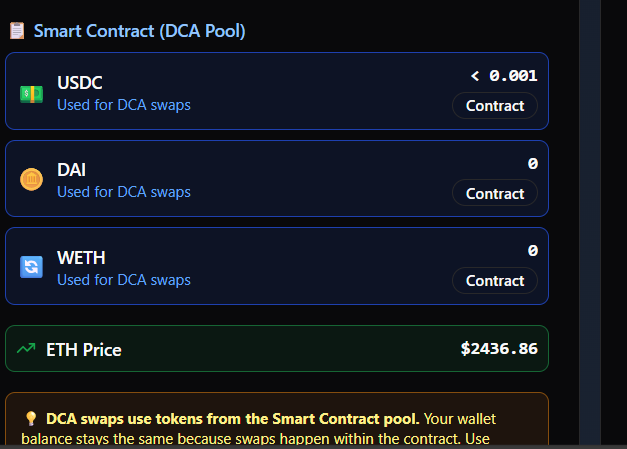 Smart Contract (DCA Pool)
USDC
< 0.001
Used for DCA swaps
Contract
DAI
0
Used for DCA swaps
Contract
WETH
0
Used for DCA swaps
Contract
ETH Price
$2436.86
DCA swaps use tokens from the Smart Contract pool. Your wallet
balance stays the same because swaps happen within the contract. Use